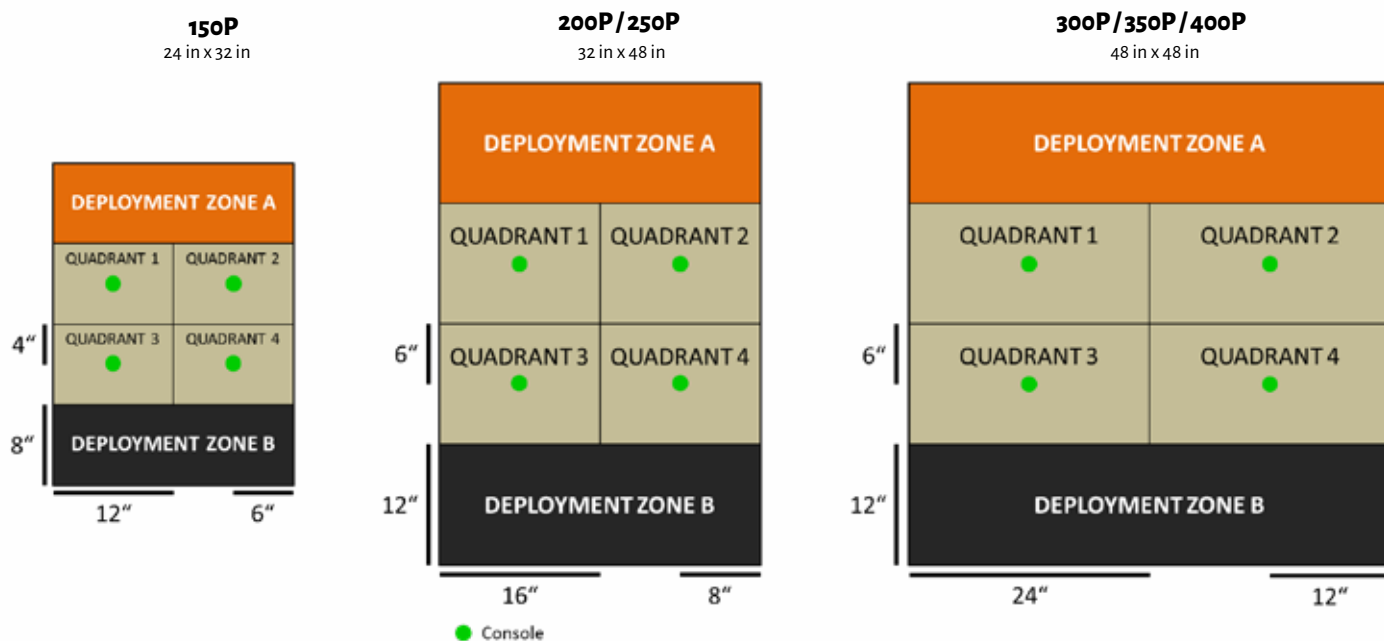 150P
24 in x 32 in
DEPLOYMENT ZONE A
QUADRANT 1 QUADRANT 2
QUADRANT 3 QUADRANT 4
4“
8“
DEPLOYMENT ZONE B
12“ 6“
200P / 250P
32 in x 48 in
DEPLOYMENT ZONE A
QUADRANT 1 QUADRANT 2
6“
QUADRANT 3 QUADRANT 4
12“
DEPLOYMENT ZONE B
16“ 8“
Console
300P / 350P / 400P
48 in x 48 in
DEPLOYMENT ZONE A
QUADRANT 1 QUADRANT 2
6“
QUADRANT 3 QUADRANT 4
12“
DEPLOYMENT ZONE B
24“ 12“